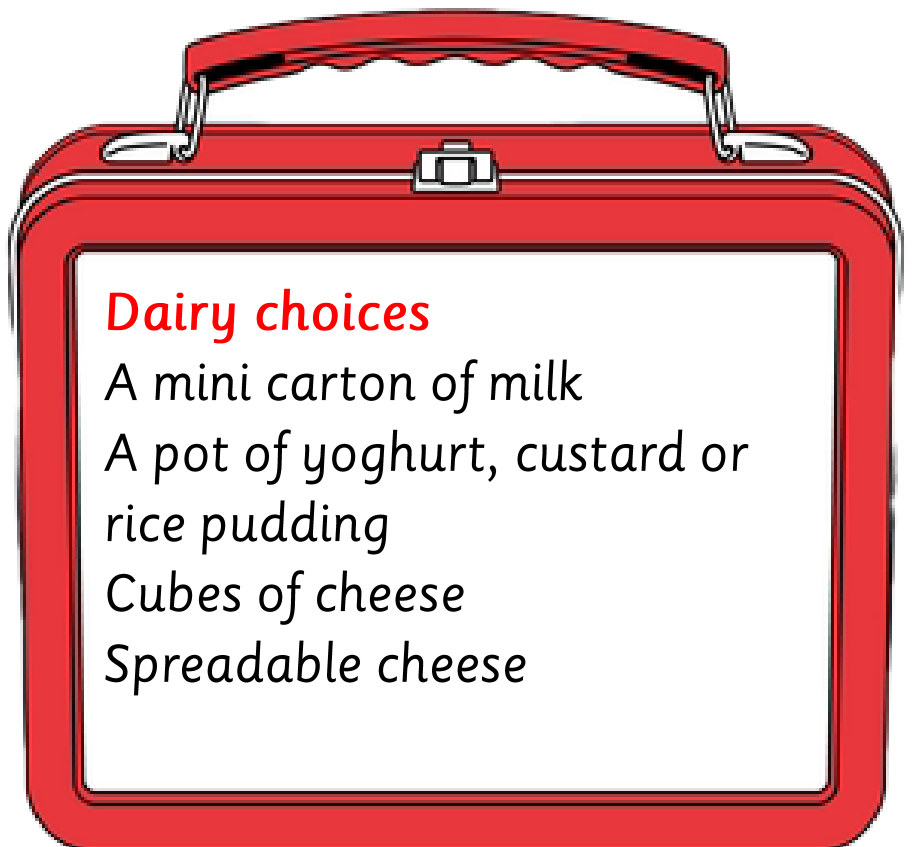 Dairy choices
A mini carton of milk
A pot of yoghurt, custard or
rice pudding
Cubes of cheese
Spreadable cheese